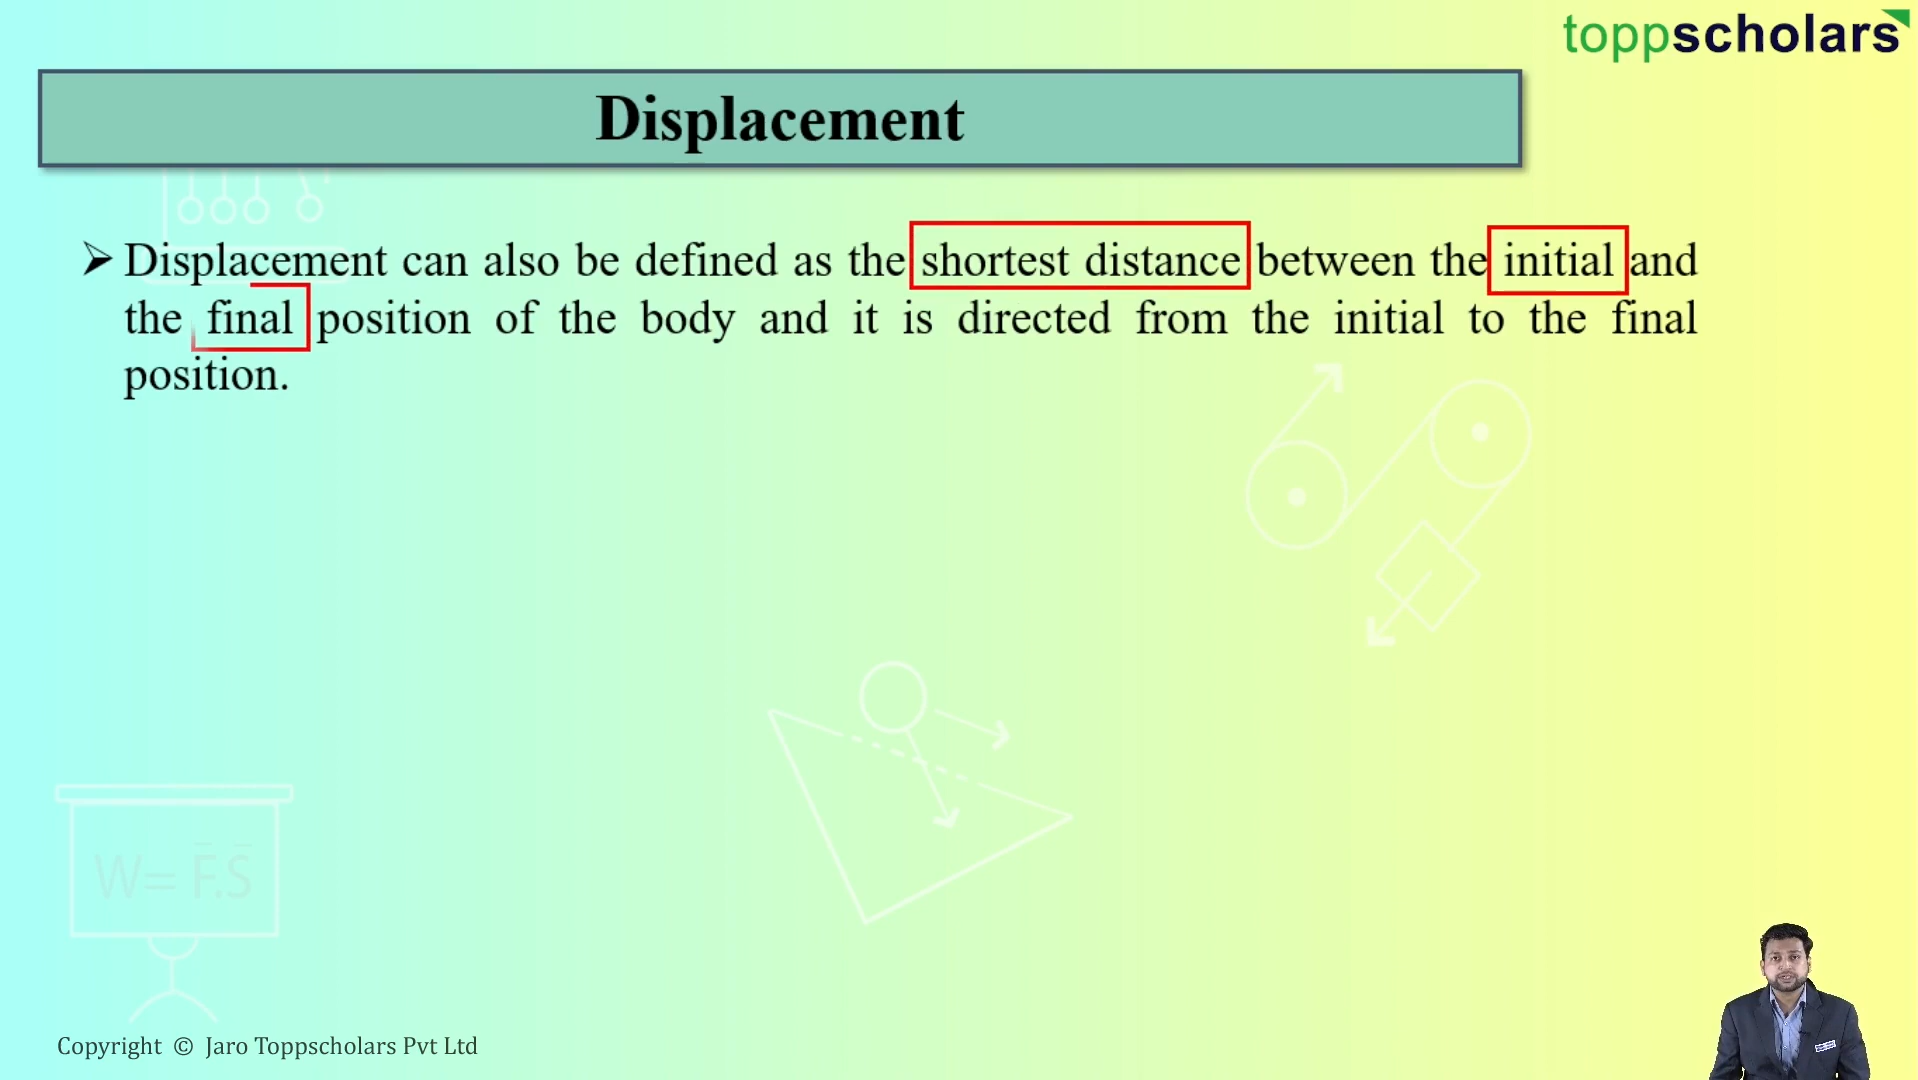 toppscholars
Displacement
➢ Displacement can also be defined as the shortest distance between the initial and
the final position of the body and it is directed from the initial to the final
position.
W= F̄.S̄
Copyright © Jaro Toppscholars Pvt Ltd